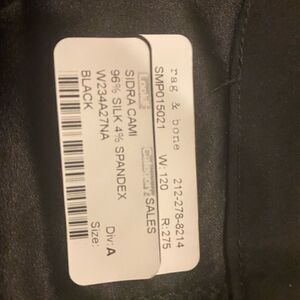 rag & bone 212-278-8214
SMP015021 W: 120 R:275
SALES
SIDRA CAMI
96% SILK 4% SPANDEX
W234A27NA Div: A
BLACK Size: